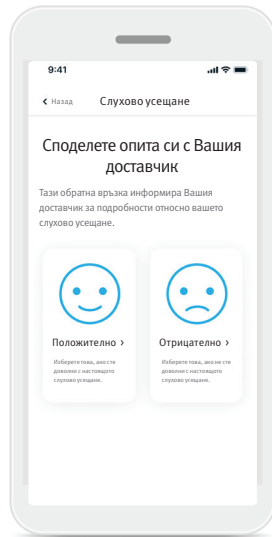 9:41
Назад
Слухово усещане
Споделете опита си с Вашия
доставчик
Тази обратна връзка информира Вашия
доставчик за подробности относно вашето
слухово усещане.
Положително ›
Отрицателно ›
Изберете това, ако сте
доволни с настоящото
слухово усещане.
Изберете това, ако не сте
доволни с настоящото
слухово усещане.